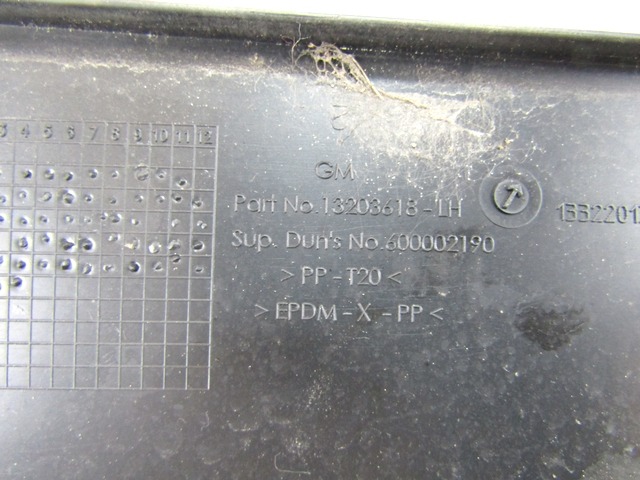 3 4 5 6 7 8 9 10 11 12
GM
Part No.13203618-LH
Sup. Dun's No.600002190
>PP-T20<
>EPDM-X-PP<